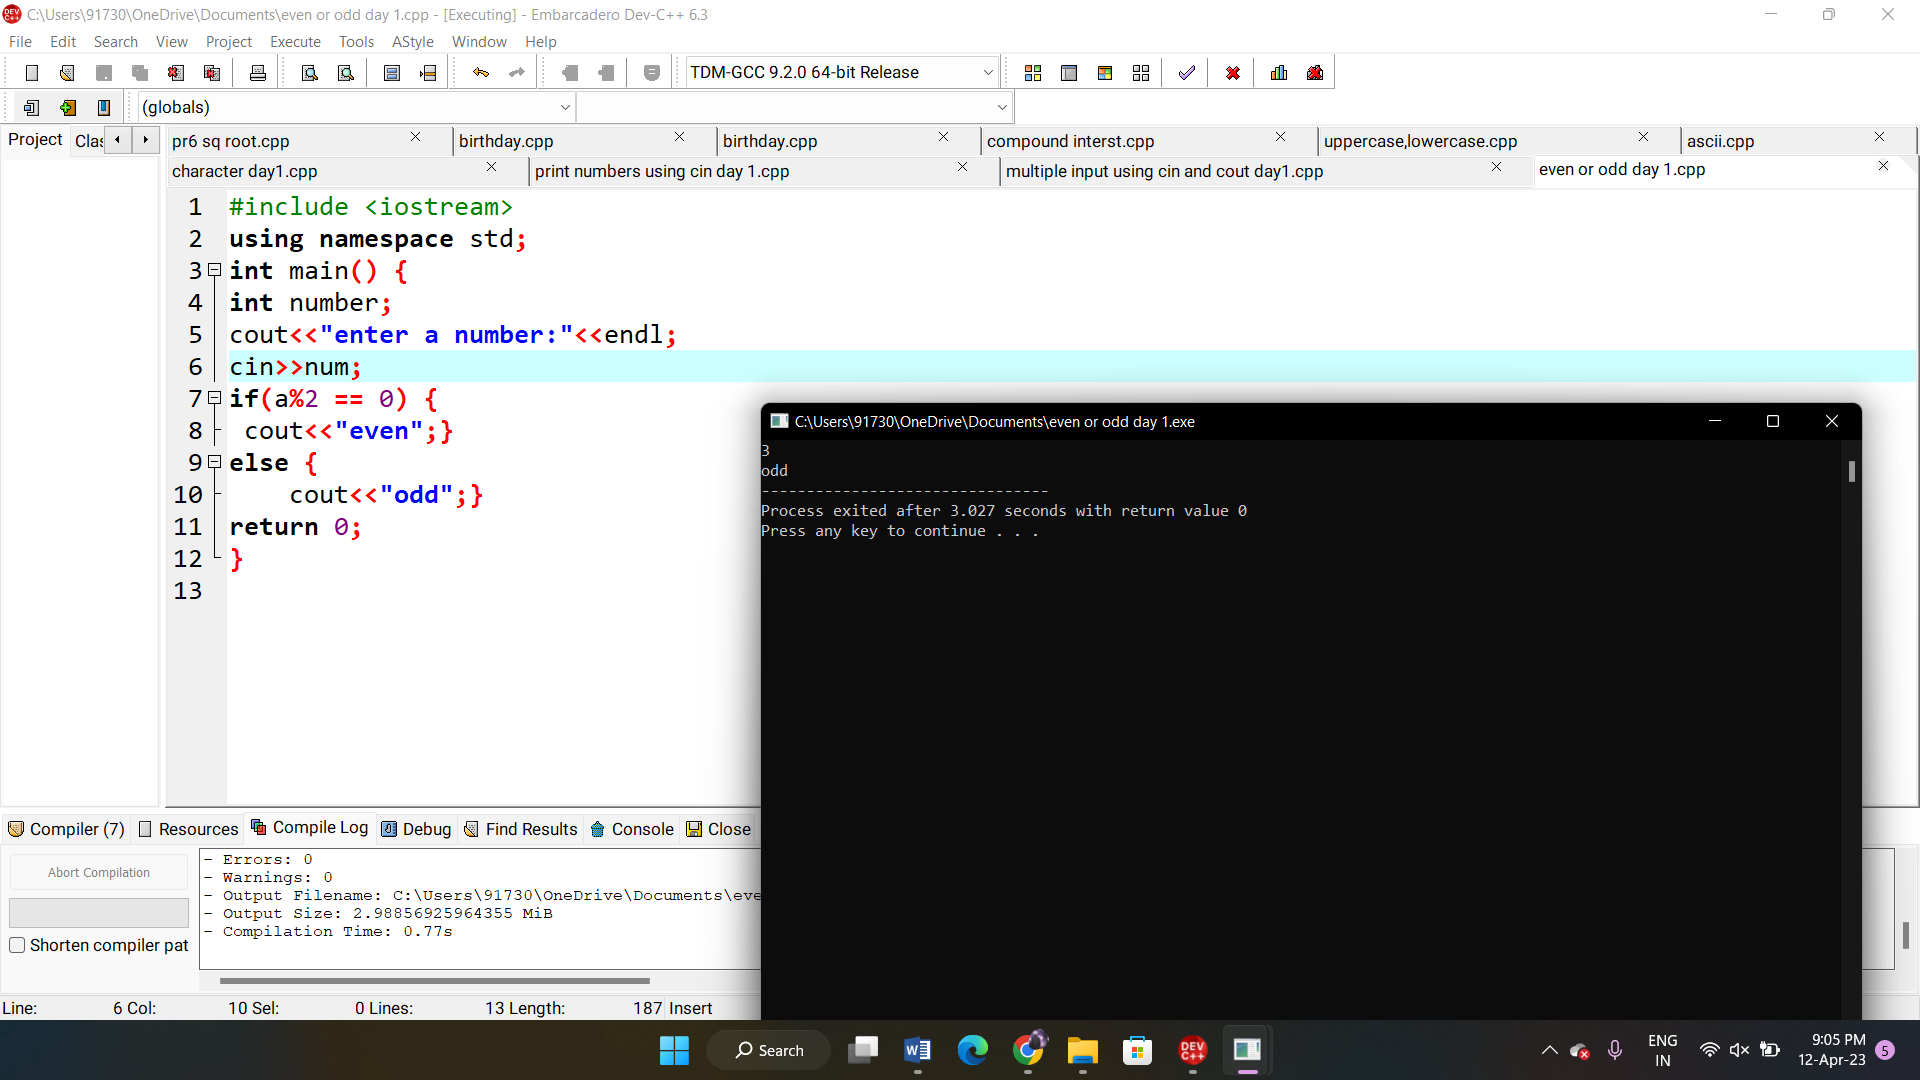 C:\Users\91730\OneDrive\Documents\even or odd day 1.cpp - [Executing] - Embarcadero Dev-C++ 6.3
File Edit Search View Project Execute Tools AStyle Window Help
TDM-GCC 9.2.0 64-bit Release
(globals)
Project Clas
pr6 sq root.cpp birthday.cpp birthday.cpp compound interst.cpp uppercase,lowercase.cpp ascii.cpp
character day1.cpp print numbers using cin day 1.cpp multiple input using cin and cout day1.cpp even or odd day 1.cpp
1 #include <iostream>
2 using namespace std;
3 int main() {
4 int number;
5 cout<<"enter a number:"<<endl;
6 cin>>num;
7 if(a%2 == 0) {
8 cout<<"even";}
9 else {
10 cout<<"odd";}
11 return 0;
12 }
13
C:\Users\91730\OneDrive\Documents\even or odd day 1.exe
3
odd
--------------------------------
Process exited after 3.027 seconds with return value 0
Press any key to continue . . .
Compiler (7) Resources Compile Log Debug Find Results Console Close
Abort Compilation
Shorten compiler pat
- Errors: 0
- Warnings: 0
- Output Filename: C:\Users\91730\OneDrive\Documents\eve
- Output Size: 2.98856925964355 MiB
- Compilation Time: 0.77s
Line: 6 Col: 10 Sel: 0 Lines: 13 Length: 187 Insert
Search
DEV C++
ENG
IN
9:05 PM
12-Apr-23
5